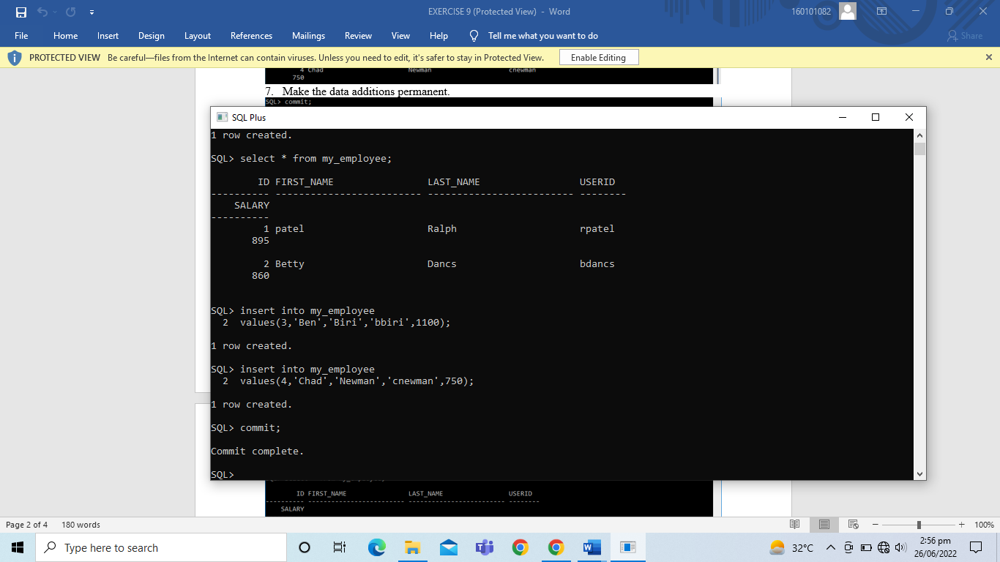 EXERCISE 9 (Protected View) - Word
160101082
File Home Insert Design Layout References Mailings Review View Help Tell me what you want to do Share
PROTECTED VIEW Be careful—files from the Internet can contain viruses. Unless you need to edit, it's safer to stay in Protected View. Enable Editing
4 Chad Newman cnewman
750
7. Make the data additions permanent.
SQL> commit;
SQL Plus
1 row created.
SQL> select * from my_employee;
ID FIRST_NAME LAST_NAME USERID
---------- ------------------------- ------------------------- --------
SALARY
----------
1 patel Ralph rpatel
895
2 Betty Dancs bdancs
860
SQL> insert into my_employee
2 values(3,'Ben','Biri','bbiri',1100);
1 row created.
SQL> insert into my_employee
2 values(4,'Chad','Newman','cnewman',750);
1 row created.
SQL> commit;
Commit complete.
SQL>
ID FIRST_NAME LAST_NAME USERID
---------- ------------------------- ------------------------- --------
SALARY
Page 2 of 4 180 words
100%
Type here to search
32°C
2:56 pm
26/06/2022